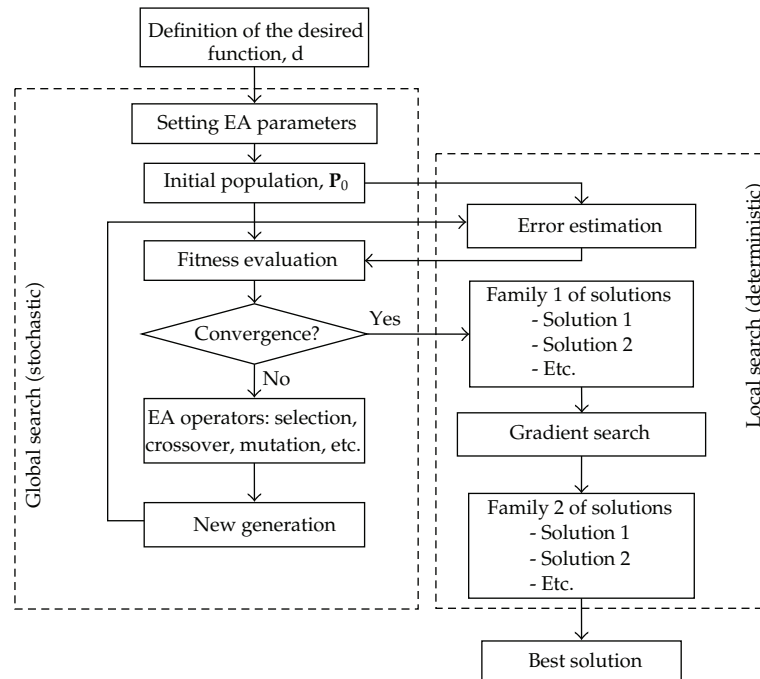 Definition of the desired
function, d
Setting EA parameters
Initial population, P₀
Error estimation
Fitness evaluation
Convergence?
Yes
No
Family 1 of solutions
- Solution 1
- Solution 2
- Etc.
EA operators: selection,
crossover, mutation, etc.
Gradient search
New generation
Family 2 of solutions
- Solution 1
- Solution 2
- Etc.
Best solution
Global search (stochastic)
Local search (deterministic)